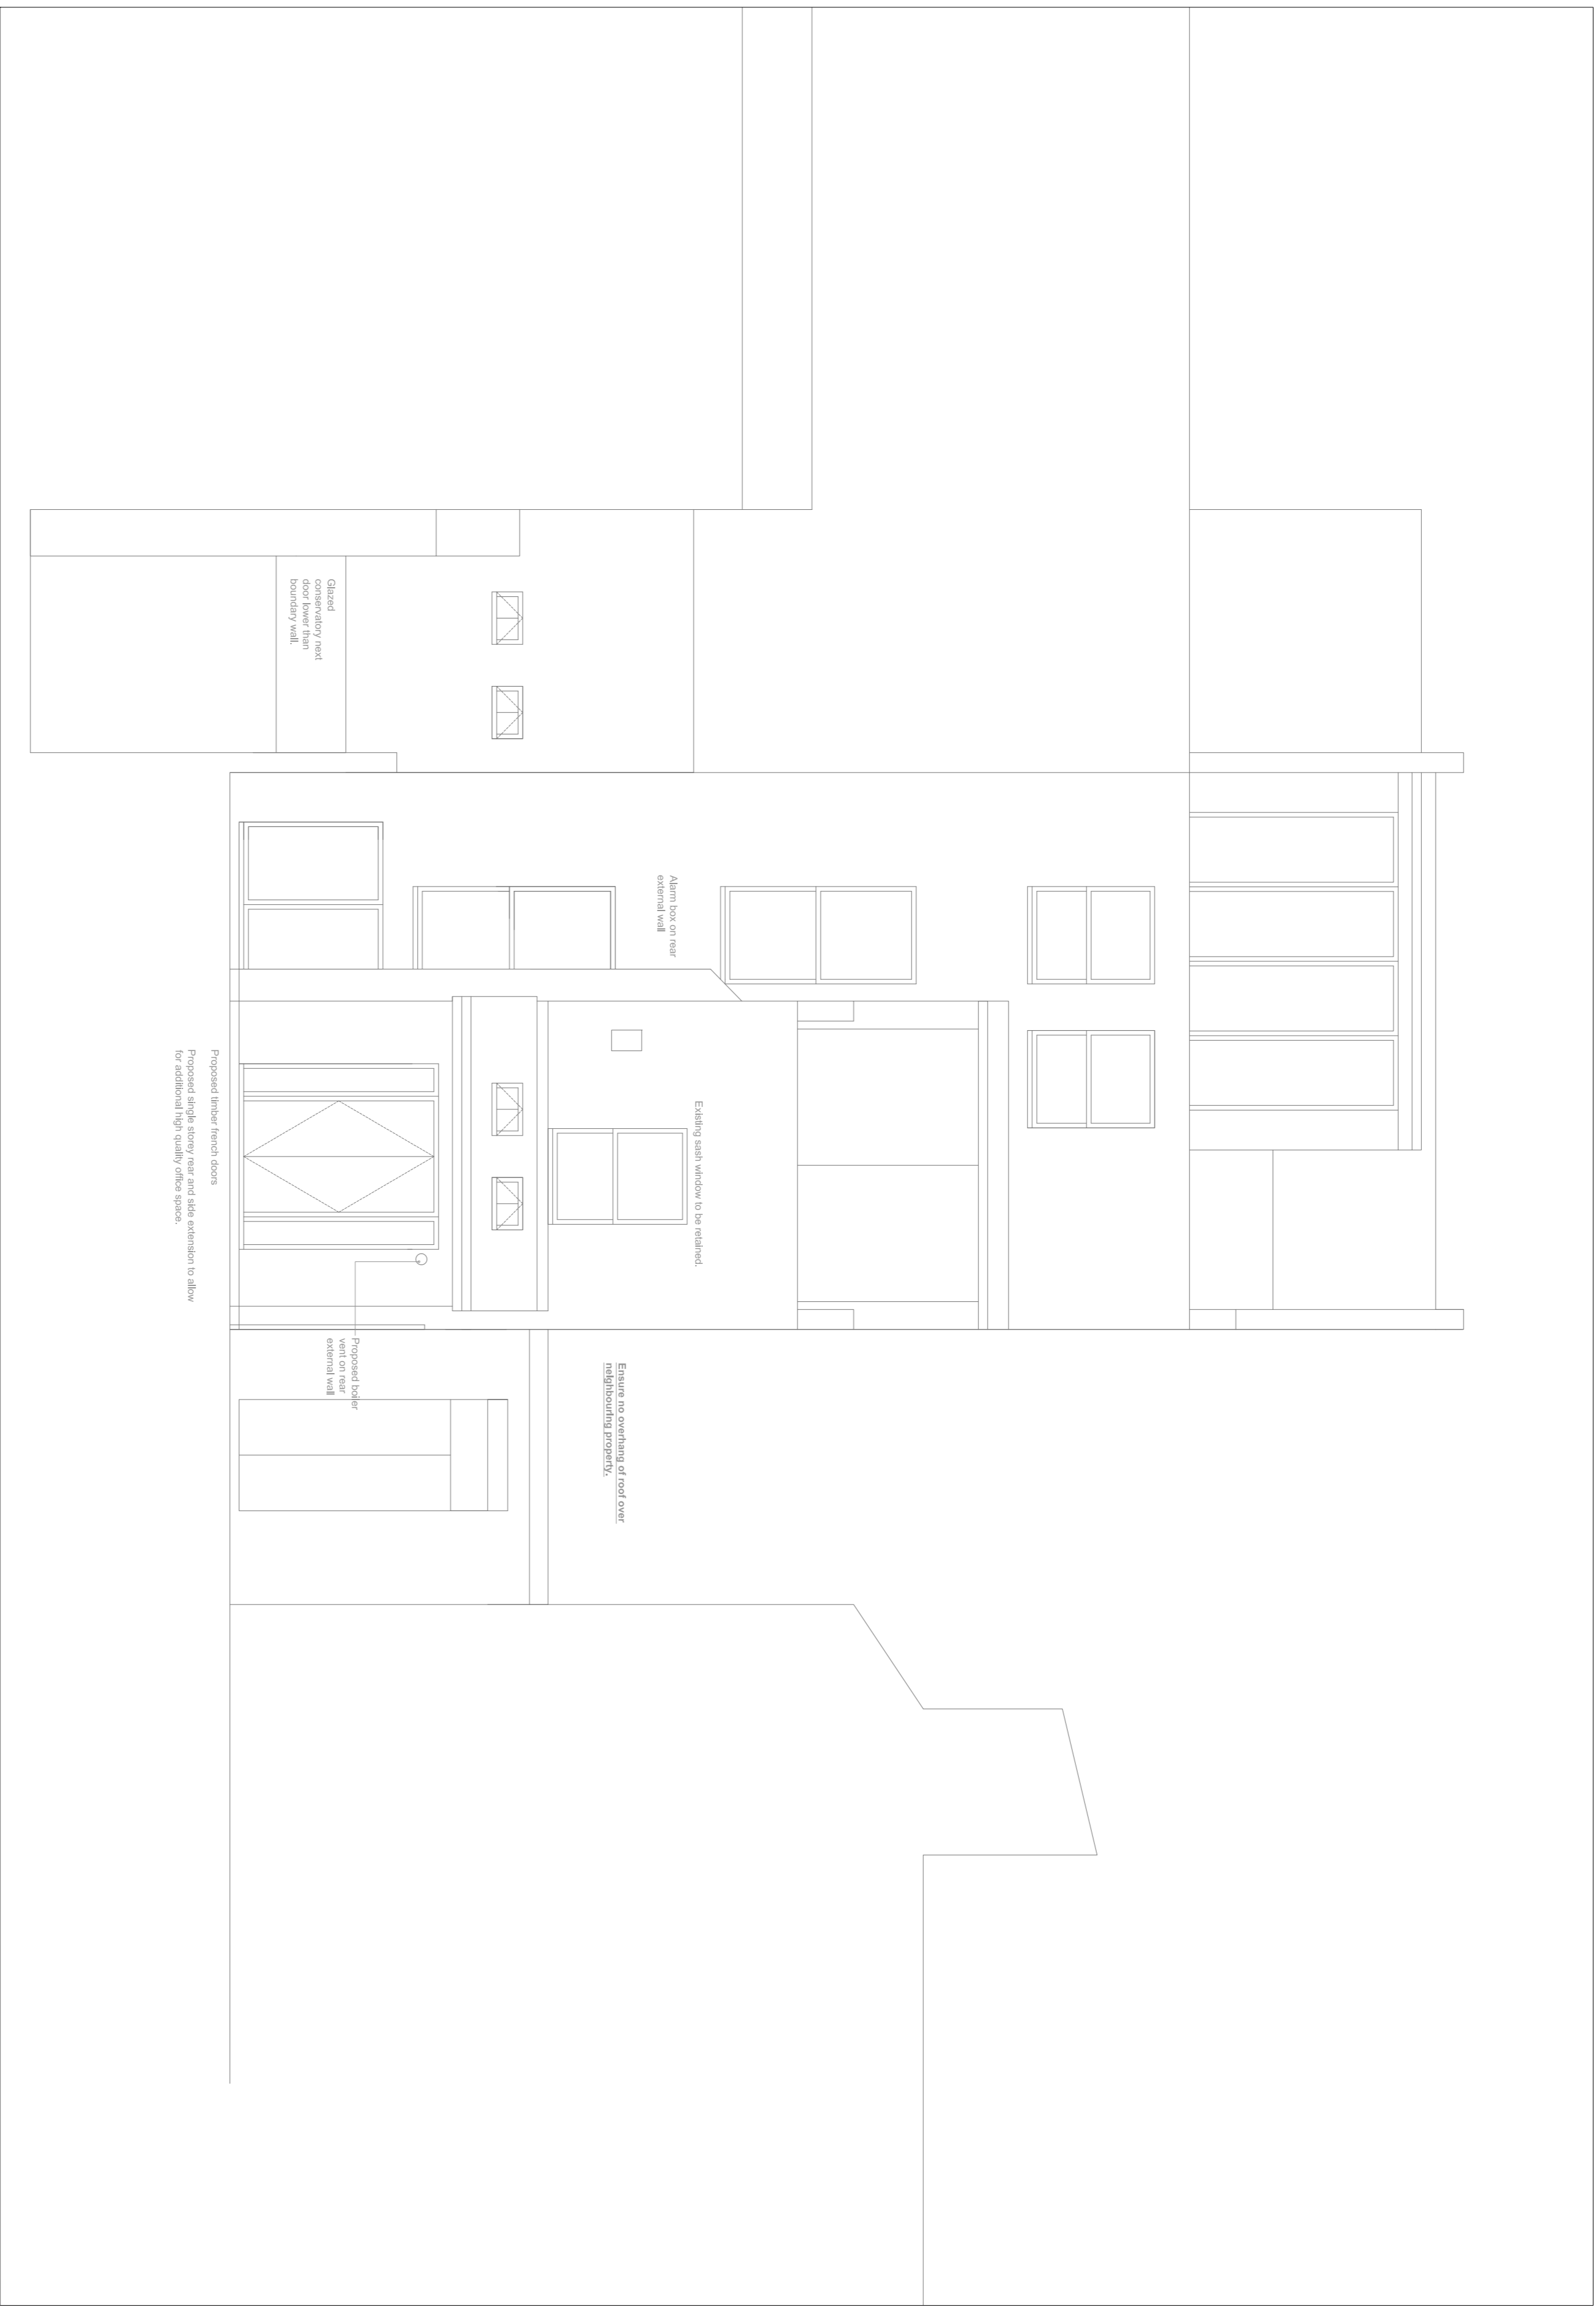 Glazed
conservatory next
door lower than
boundary wall.
Alarm box on rear
external wall
Existing sash window to be retained.
Ensure no overhang of roof over
neighbouring property.
Proposed boiler
vent on rear
external wall
Proposed timber french doors
Proposed single storey rear and side extension to allow
for additional high quality office space.